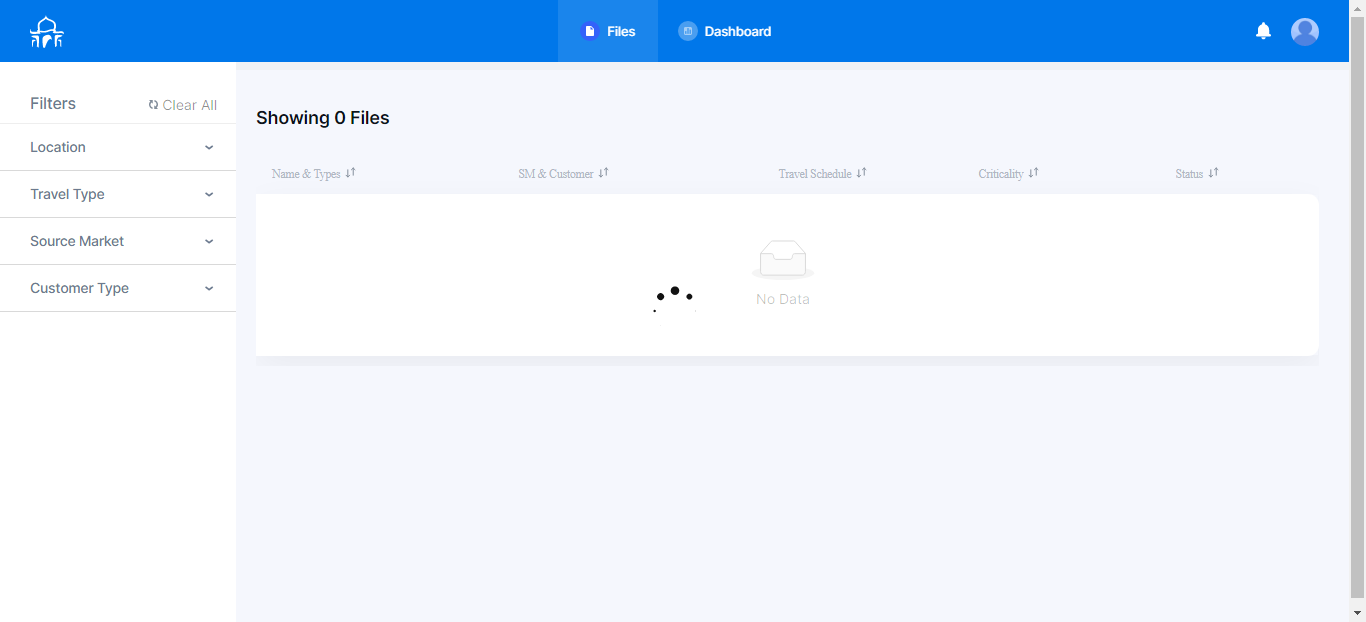 Files
Dashboard
Filters
Clear All
Location
Travel Type
Source Market
Customer Type
Showing 0 Files
Name & Types
SM & Customer
Travel Schedule
Criticality
Status
No Data